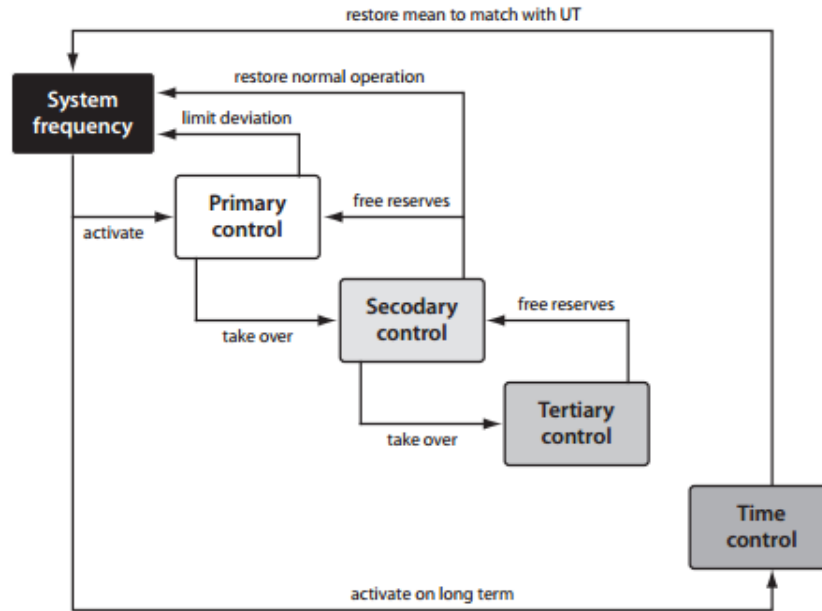 restore mean to match with UT
restore normal operation
System
frequency
limit deviation
Primary
control
free reserves
activate
Secodary
control
free reserves
take over
Tertiary
control
take over
Time
control
activate on long term